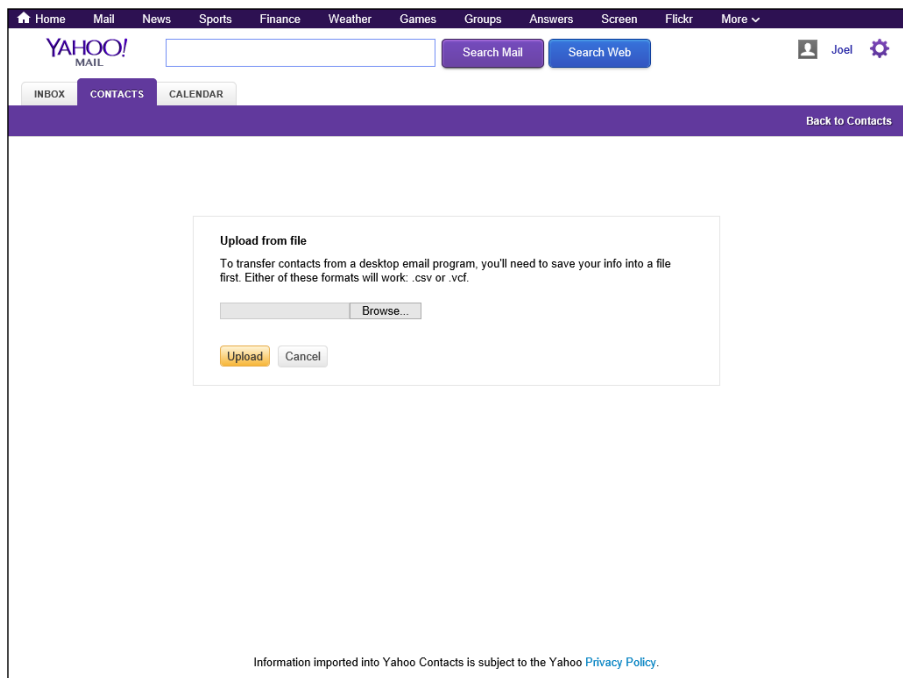 Home Mail News Sports Finance Weather Games Groups Answers Screen Flickr More
YAHOO!
MAIL
Search Mail Search Web Joel
INBOX CONTACTS CALENDAR
Back to Contacts
Upload from file
To transfer contacts from a desktop email program, you'll need to save your info into a file
first. Either of these formats will work: .csv or .vcf.
Browse...
Upload Cancel
Information imported into Yahoo Contacts is subject to the Yahoo Privacy Policy.